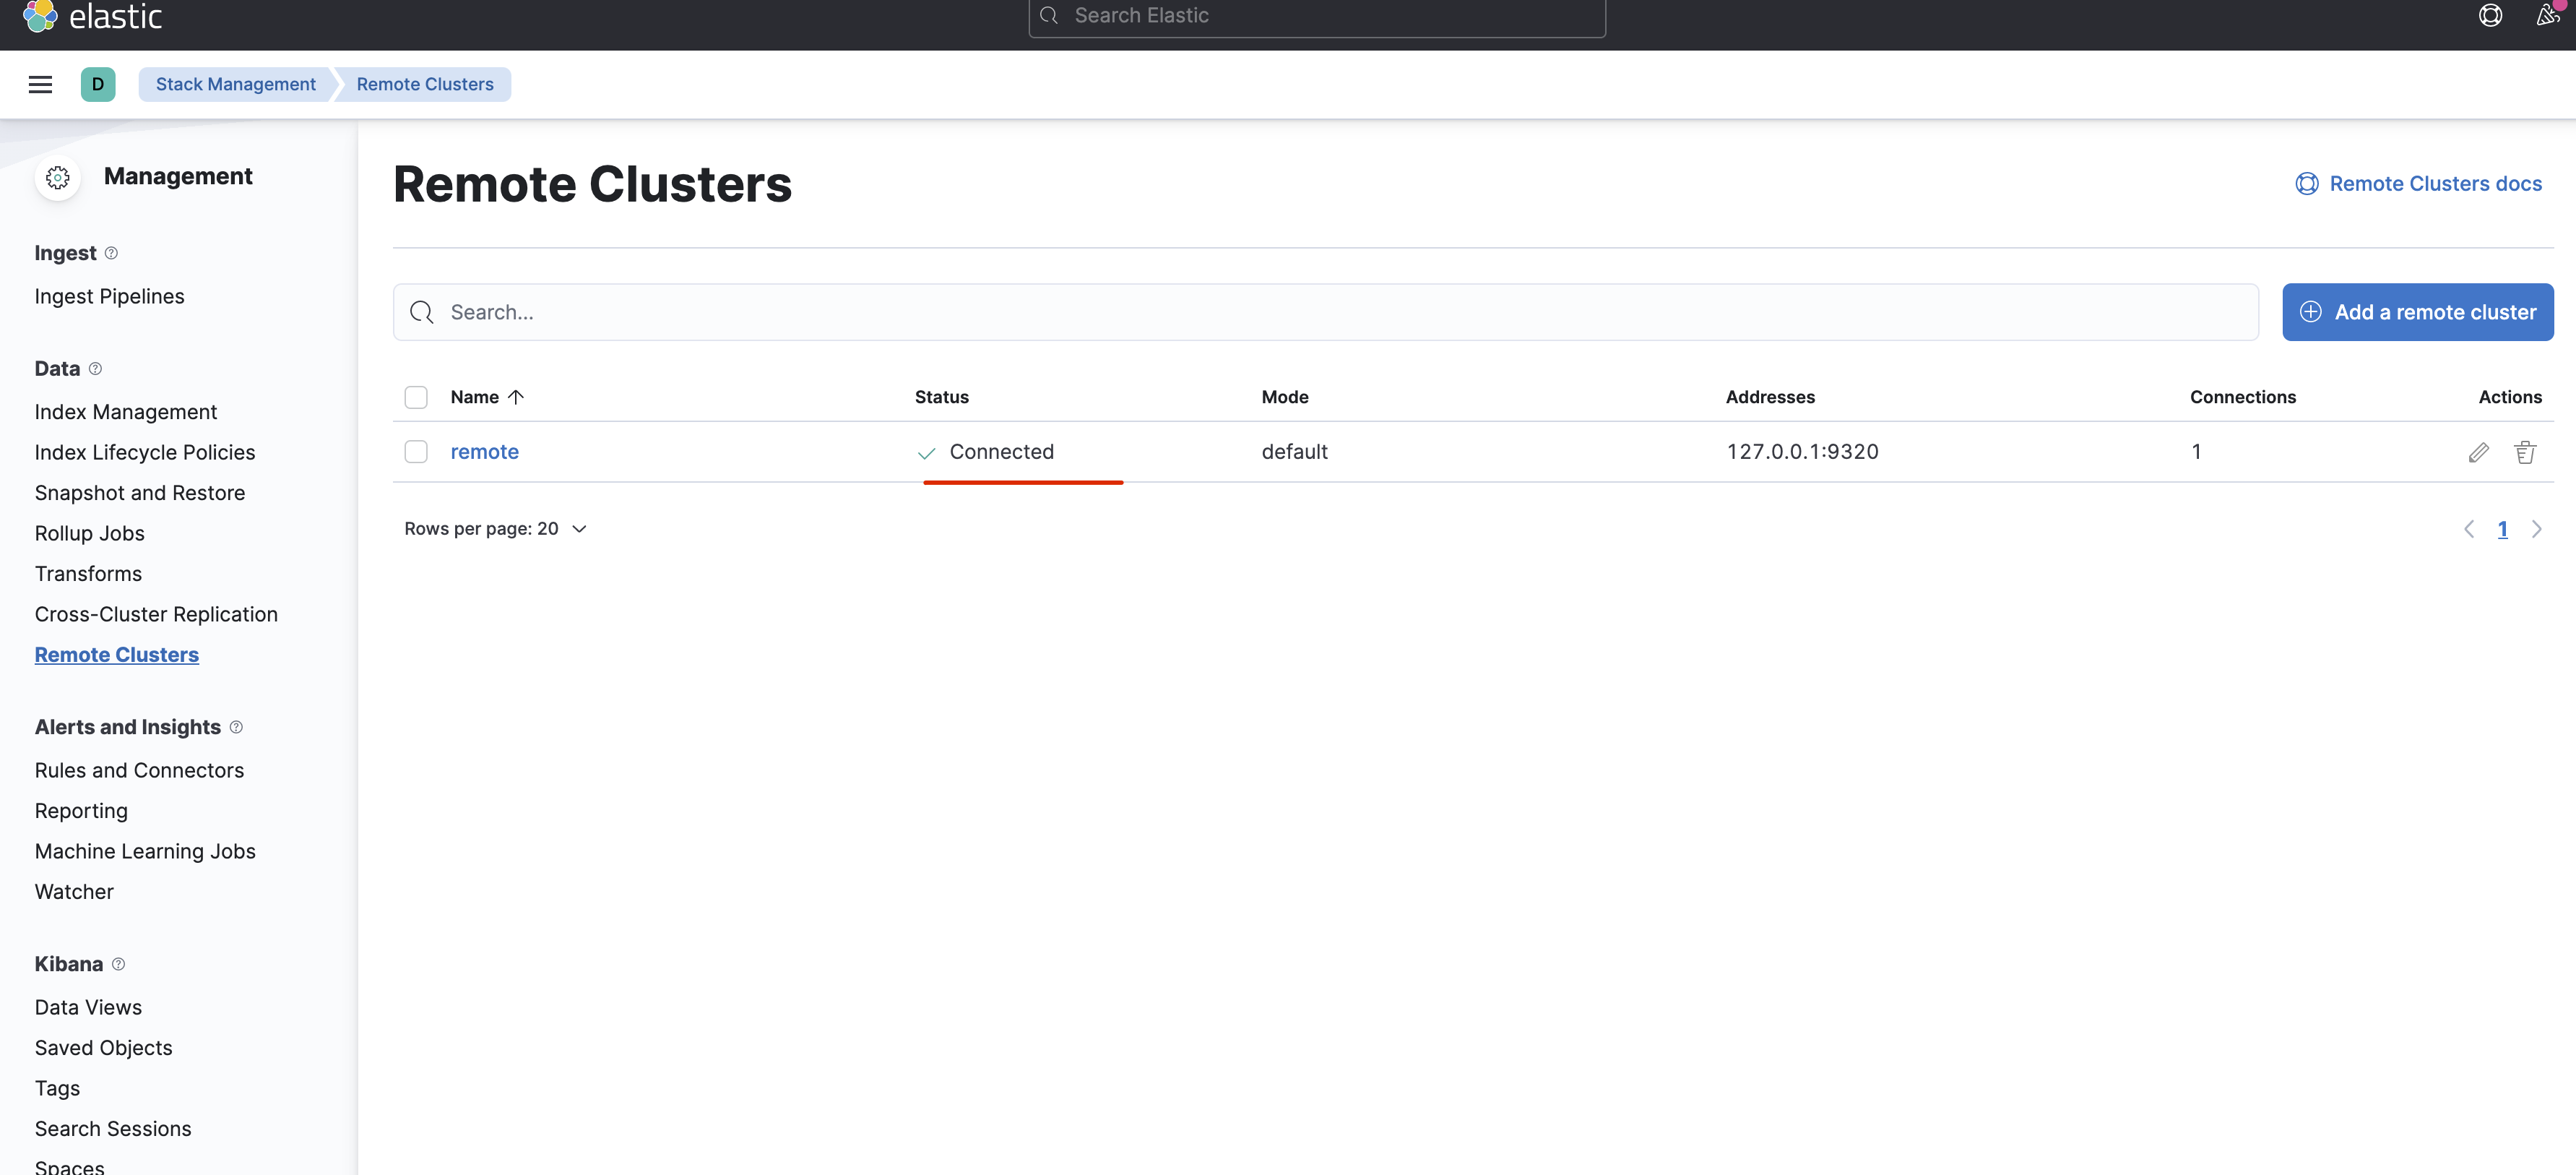 elastic
Search Elastic
D
Stack Management
Remote Clusters
Management
Ingest
Ingest Pipelines
Data
Index Management
Index Lifecycle Policies
Snapshot and Restore
Rollup Jobs
Transforms
Cross-Cluster Replication
Remote Clusters
Alerts and Insights
Rules and Connectors
Reporting
Machine Learning Jobs
Watcher
Kibana
Data Views
Saved Objects
Tags
Search Sessions
Spaces
Remote Clusters
Remote Clusters docs
Search...
Add a remote cluster
Name Status Mode Addresses Connections Actions
remote Connected default 127.0.0.1:9320 1
Rows per page: 20
1